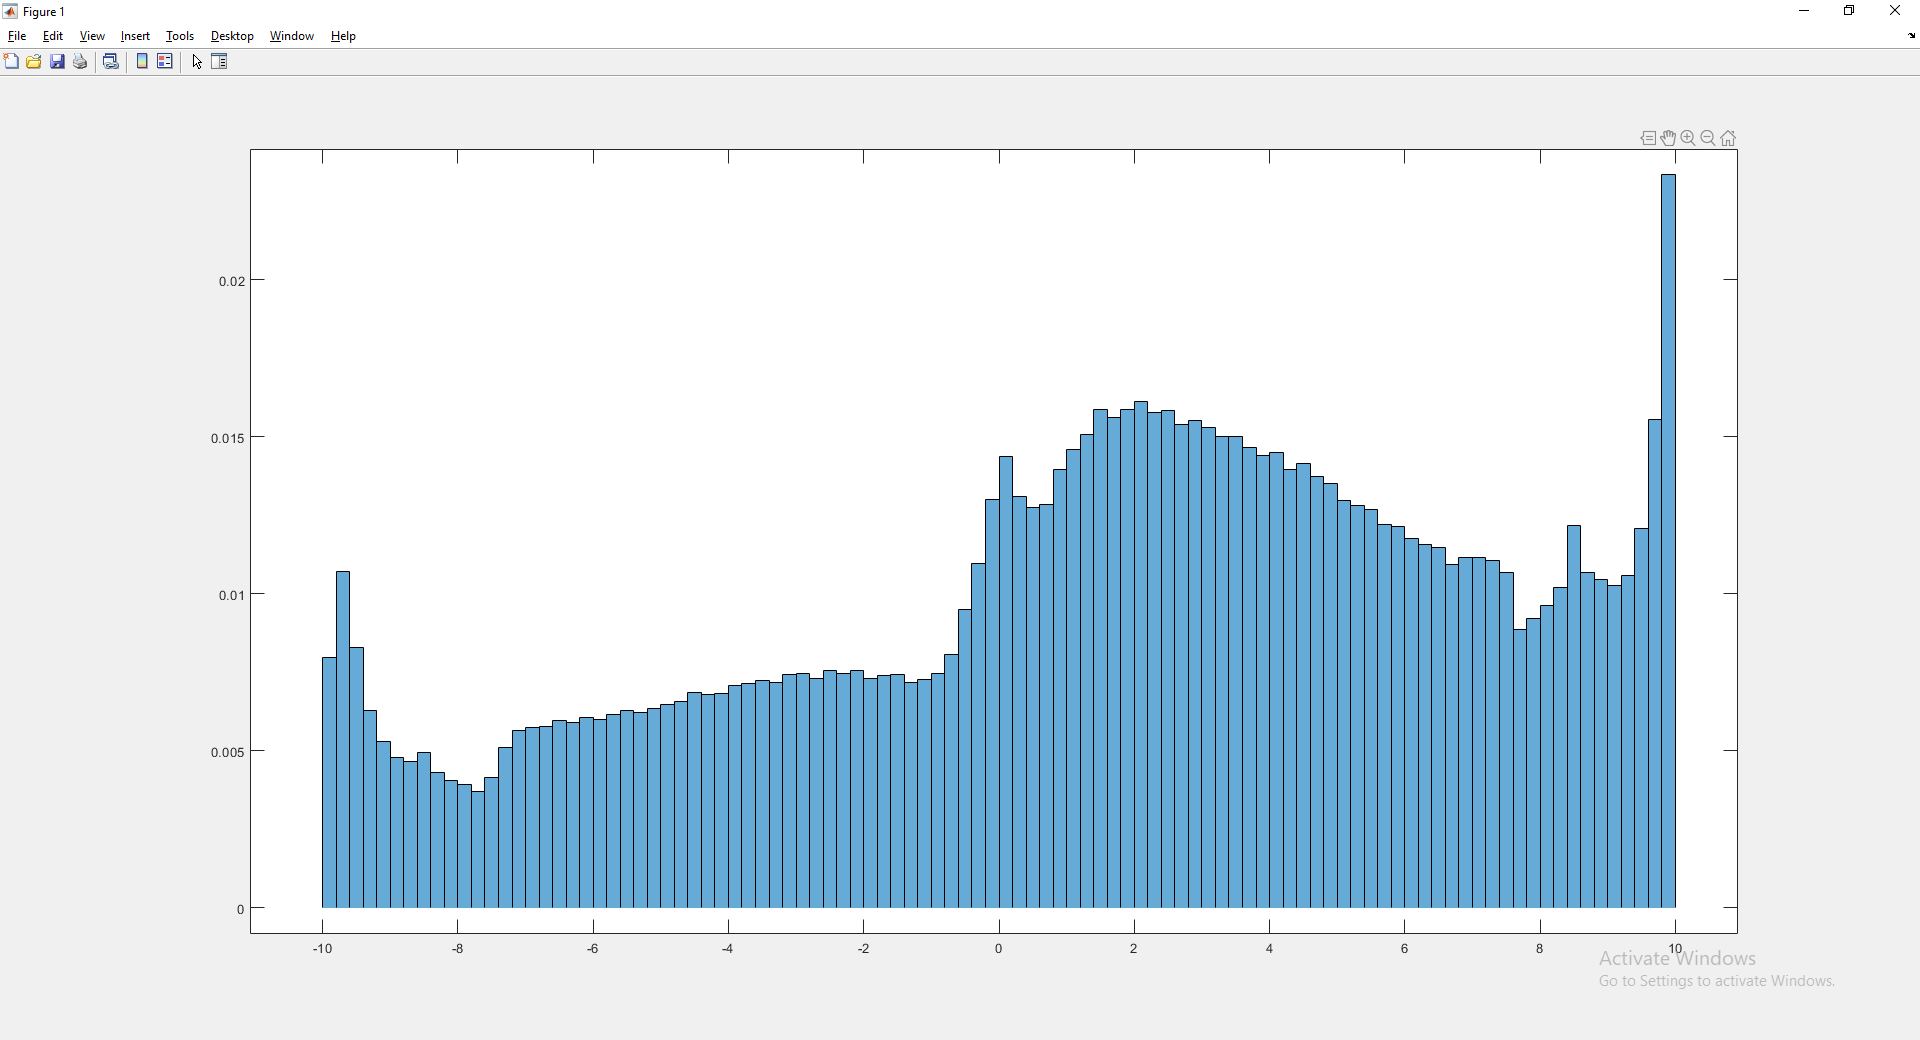 Figure 1
File Edit View Insert Tools Desktop Window Help
0.02
0.015
0.01
0.005
0
-10 -8 -6 -4 -2 0 2 4 6 8 10
Activate Windows
Go to Settings to activate Windows.